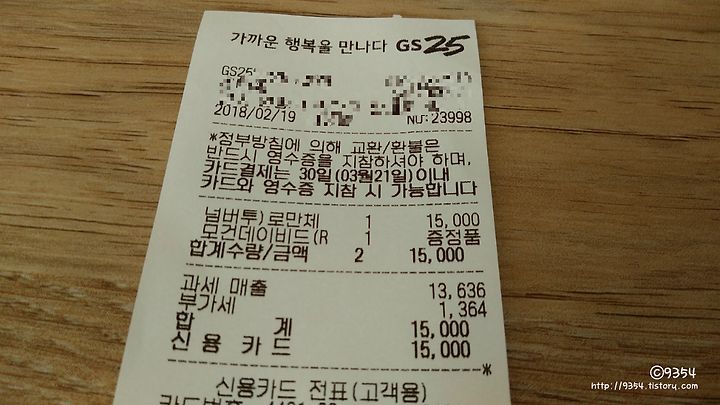 가까운 행복을 만나다 GS25
GS25
2018/02/19 NU: 23998
*정부방침에 의해 교환/환불은
반드시 영수증을 지참하셔야 하며,
카드결제는 30일(03월21일)이내
카드와 영수증 지참 시 가능합니다
넘버투)로만체 1 15,000
모건데이비드(R 1 증정품
합계수량/금액 2 15,000
과세 매출 13,636
부가세 1,364
합 계 15,000
신 용 카 드 15,000
*
신용카드 전표(고객용)
©9354
http://9354.tistory.com/